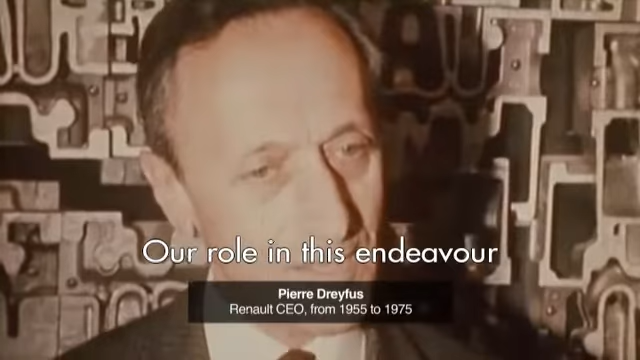 Our role in this endeavour
Pierre Dreyfus
Renault CEO, from 1955 to 1975